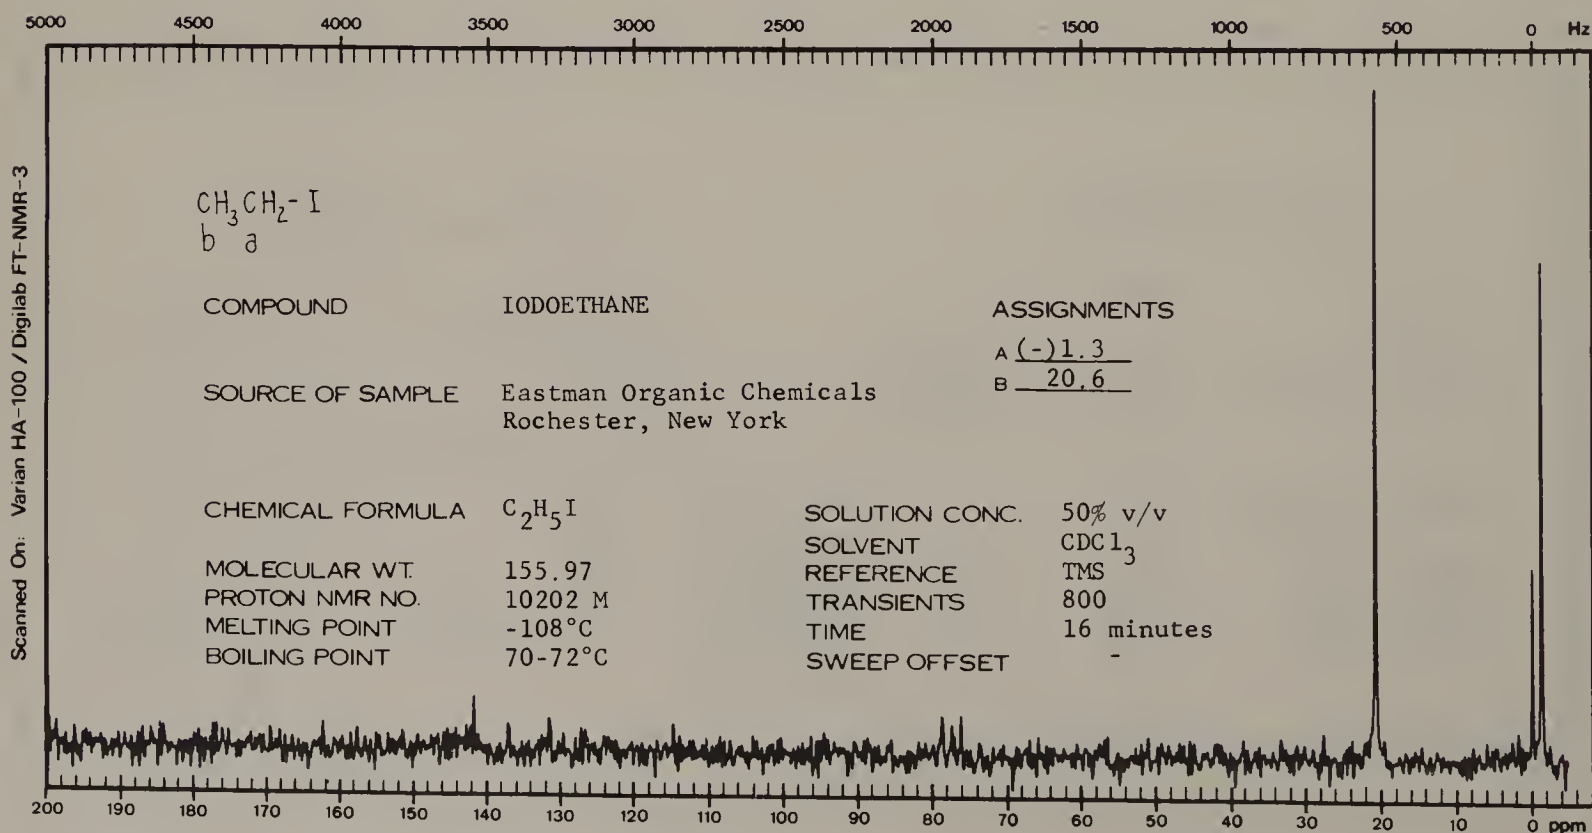 5000 4500 4000 3500 3000 2500 2000 1500 1000 500 0 Hz
Scanned On: Varian HA-100 / Digilab FT-NMR-3
CH3CH2-I
b a
COMPOUND IODOETHANE
ASSIGNMENTS
A (-)1.3
B 20.6
SOURCE OF SAMPLE Eastman Organic Chemicals
Rochester, New York
CHEMICAL FORMULA C2H5I
MOLECULAR WT. 155.97
PROTON NMR NO. 10202 M
MELTING POINT -108°C
BOILING POINT 70-72°C
SOLUTION CONC. 50% v/v
SOLVENT CDCl3
REFERENCE TMS
TRANSIENTS 800
TIME 16 minutes
SWEEP OFFSET -
200 190 180 170 160 150 140 130 120 110 100 90 80 70 60 50 40 30 20 10 0 ppm